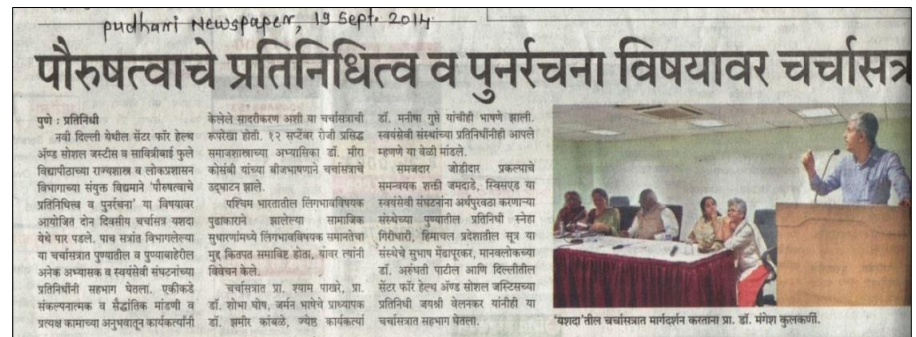 pudhari Newspaper, 19 Sept. 2014
पौरुषत्वाचे प्रतिनिधित्व व पुनर्रचना विषयावर चर्चासत्र
पुणे : प्रतिनिधी
नवी दिल्ली येथील सेंटर फॉर हेल्थ
अ‍ॅण्ड सोशल जस्टीस व सावित्रीबाई फुले
विद्यापीठाच्या राज्यशास्त्र व लोकप्रशासन
विभागाच्या संयुक्त विद्यमाने 'पौरुषत्वाचे
प्रतिनिधित्व व पुनर्रचना' या विषयावर
आयोजित दोन दिवसीय चर्चासत्र यशदा
येथे पार पडले. पाच सत्रांत विभागलेल्या
या चर्चासत्रात पुण्यातील व पुण्याबाहेरील
अनेक अभ्यासक व स्वयंसेवी संघटनांच्या
प्रतिनिधींनी सहभाग घेतला. एकीकडे
संकल्पनात्मक व सैद्धांतिक मांडणी व
प्रत्यक्ष कामाच्या अनुभवातून कार्यकर्त्यांनी
केलेले सादरीकरण अशी या चर्चासत्राची
रूपरेखा होती. १२ सप्टेंबर रोजी प्रसिद्ध
समाजशास्त्राच्या अभ्यासिका डॉ. मीरा
कोसंबी यांच्या बीजभाषणाने चर्चासत्राचे
उद्घाटन झाले.
पश्चिम भारतातील लिंगभावविषयक
पुढाकाराने झालेल्या सामाजिक
सुधारणांमध्ये लिंगभावविषयक समानतेचा
मुद्दा कितपत समाविष्ट होता, यावर त्यांनी
विवेचन केले.
चर्चासत्रात प्रा. श्याम पाखरे, प्रा.
डॉ. शोभा घोष, जर्मन भाषेचे प्राध्यापक
डॉ. झमीर कांबळे, ज्येष्ठ कार्यकर्त्या
डॉ. मनीषा गुप्ते यांचीही भाषणे झाली.
स्वयंसेवी संस्थांच्या प्रतिनिधींनीही आपले
म्हणणे या वेळी मांडले.
समजदार जोडीदार प्रकल्पाचे
समन्वयक शक्ती जमदाडे, स्विसएड या
स्वयंसेवी संघटनांना अर्थपुरवठा करणाऱ्या
संस्थेच्या पुण्यातील प्रतिनिधी स्नेहा
गिरीधारी, हिमाचल प्रदेशातील सूत्र या
संस्थेचे सुभाष मेंढापूरकर, मानवलोकच्या
डॉ. अरुंधती पाटील आणि दिल्लीतील
सेंटर फॉर हेल्थ अ‍ॅण्ड सोशल जस्टिसच्या
प्रतिनिधी जयश्री वेलनकर यांनीही या
चर्चासत्रात सहभाग घेतला.
'यशदा'तील चर्चासत्रात मार्गदर्शन करताना प्रा. डॉ. मंगेश कुलकर्णी.